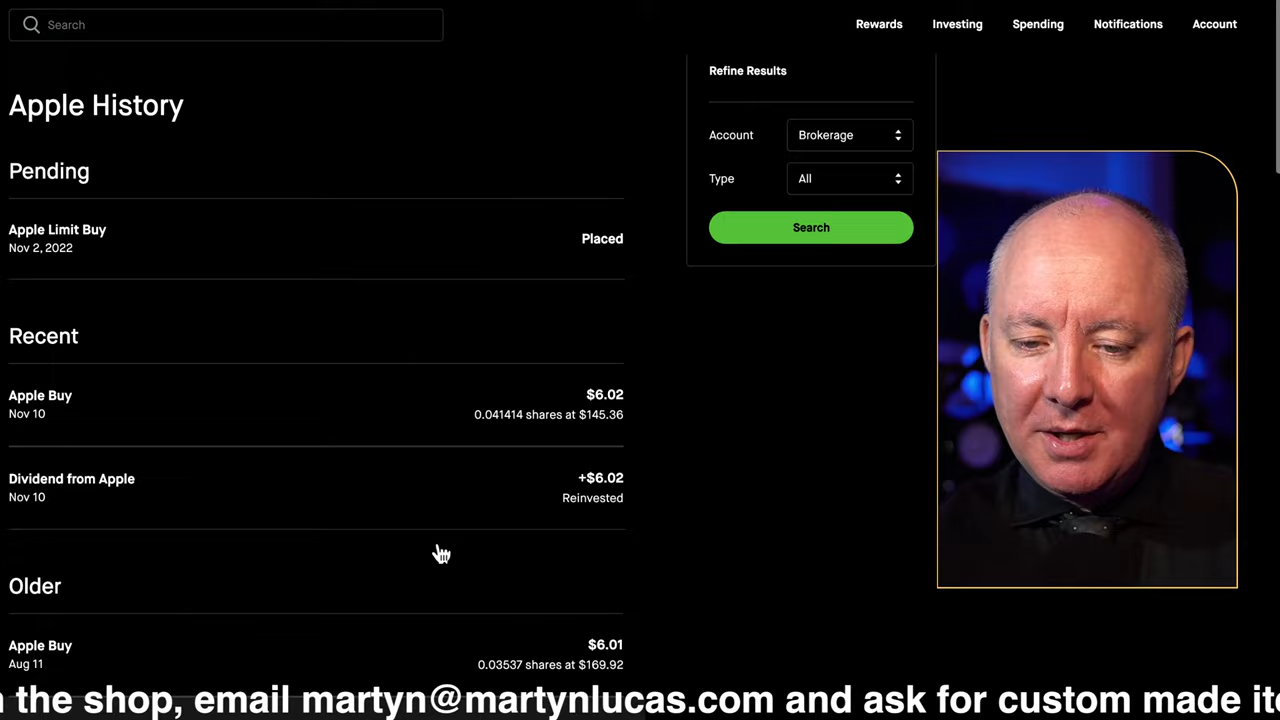 Search
Rewards Investing Spending Notifications Account
Refine Results
Account Brokerage
Type All
Search
Apple History
Pending
Apple Limit Buy
Nov 2, 2022
Placed
Recent
Apple Buy
$6.02
Nov 10
0.041414 shares at $145.36
Dividend from Apple
+$6.02
Nov 10
Reinvested
Older
Apple Buy
$6.01
Aug 11
0.03537 shares at $169.92
the shop, email martyn@martynlucas.com and ask for custom made